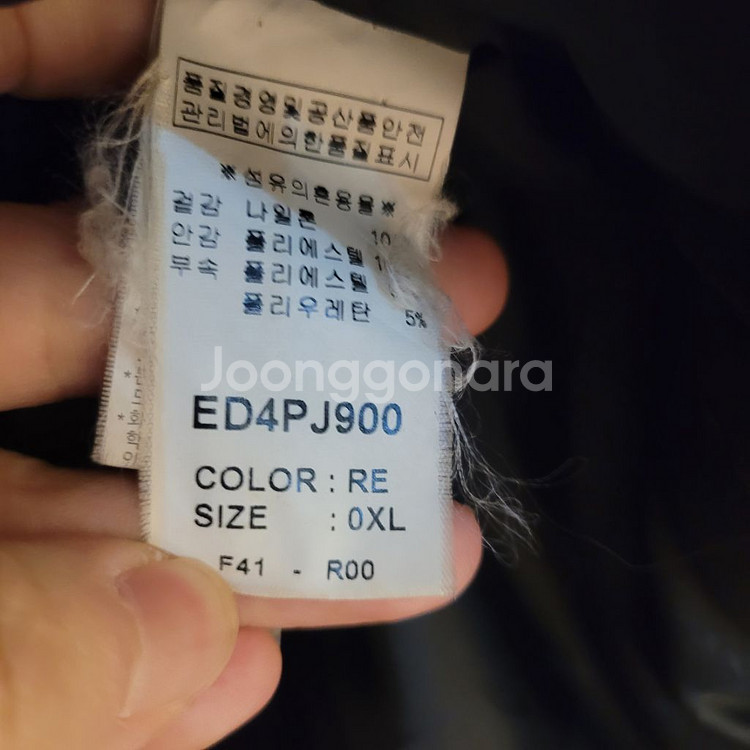 품질경영및공산품안전
관리법에의한품질표시
※섬유의혼용율※
겉감 나일론 10
안감 폴리에스텔 1
부속 폴리에스텔
폴리우레탄 5%
Joonggonara
ED4PJ900
COLOR : RE
SIZE : 0XL
F41 - R00